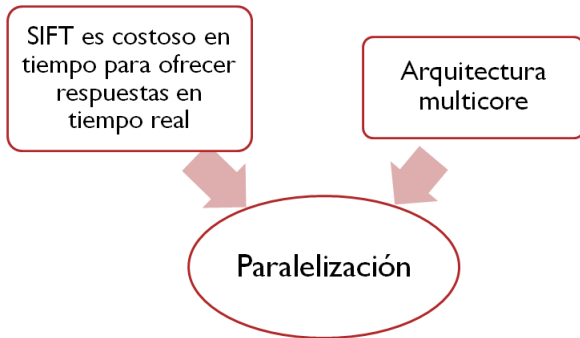 SIFT es costoso en
tiempo para ofrecer
respuestas en
tiempo real
Arquitectura
multicore
Paralelización